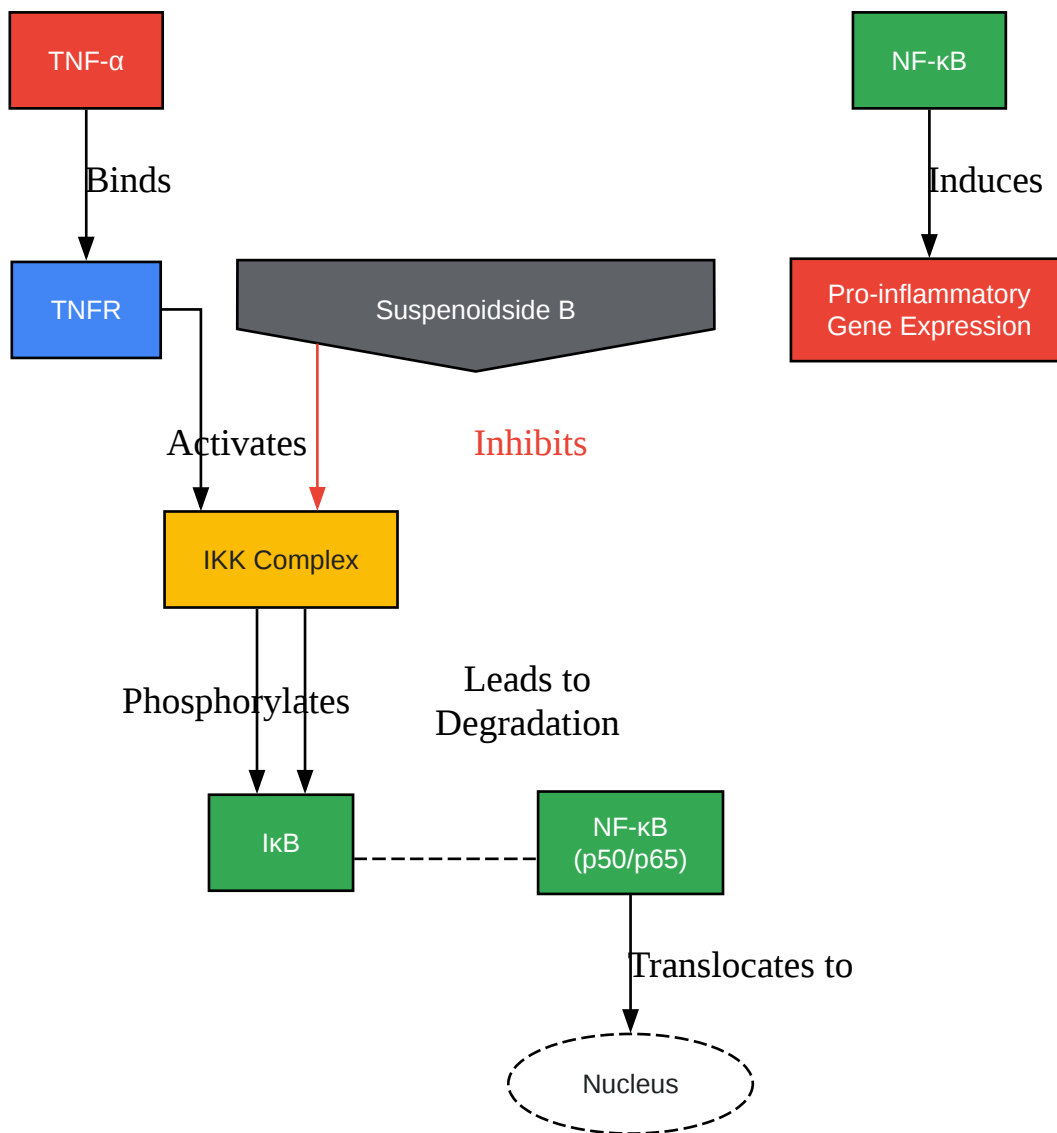 TNF-α
NF-κB
Binds
Induces
TNFR
Suspenoidside B
Pro-inflammatory
Gene Expression
Activates
Inhibits
IKK Complex
Phosphorylates
Leads to
Degradation
IκB
NF-κB
(p50/p65)
Translocates to
Nucleus